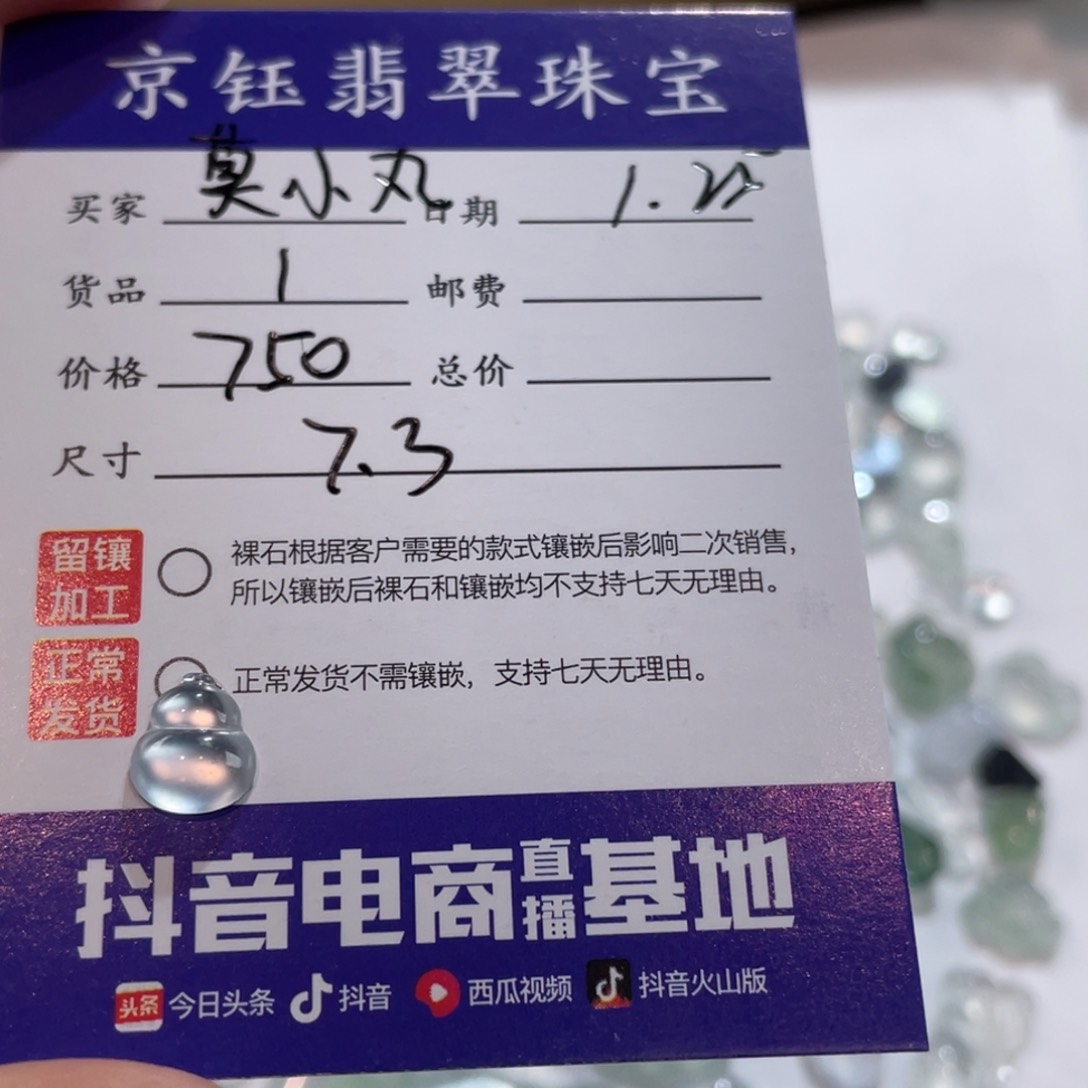 京钰翡翠珠宝
买家 莫小丸 日期
货品 1 邮费
价格 750 总价
尺寸 7.3
留镶加工 裸石根据客户需要的款式镶嵌后影响二次销售，
所以镶嵌后裸石和镶嵌均不支持七天无理由。
正常发货 正常发货不需镶嵌，支持七天无理由。
抖音电商直播基地
头条 今日头条 抖音 西瓜视频 抖音火山版